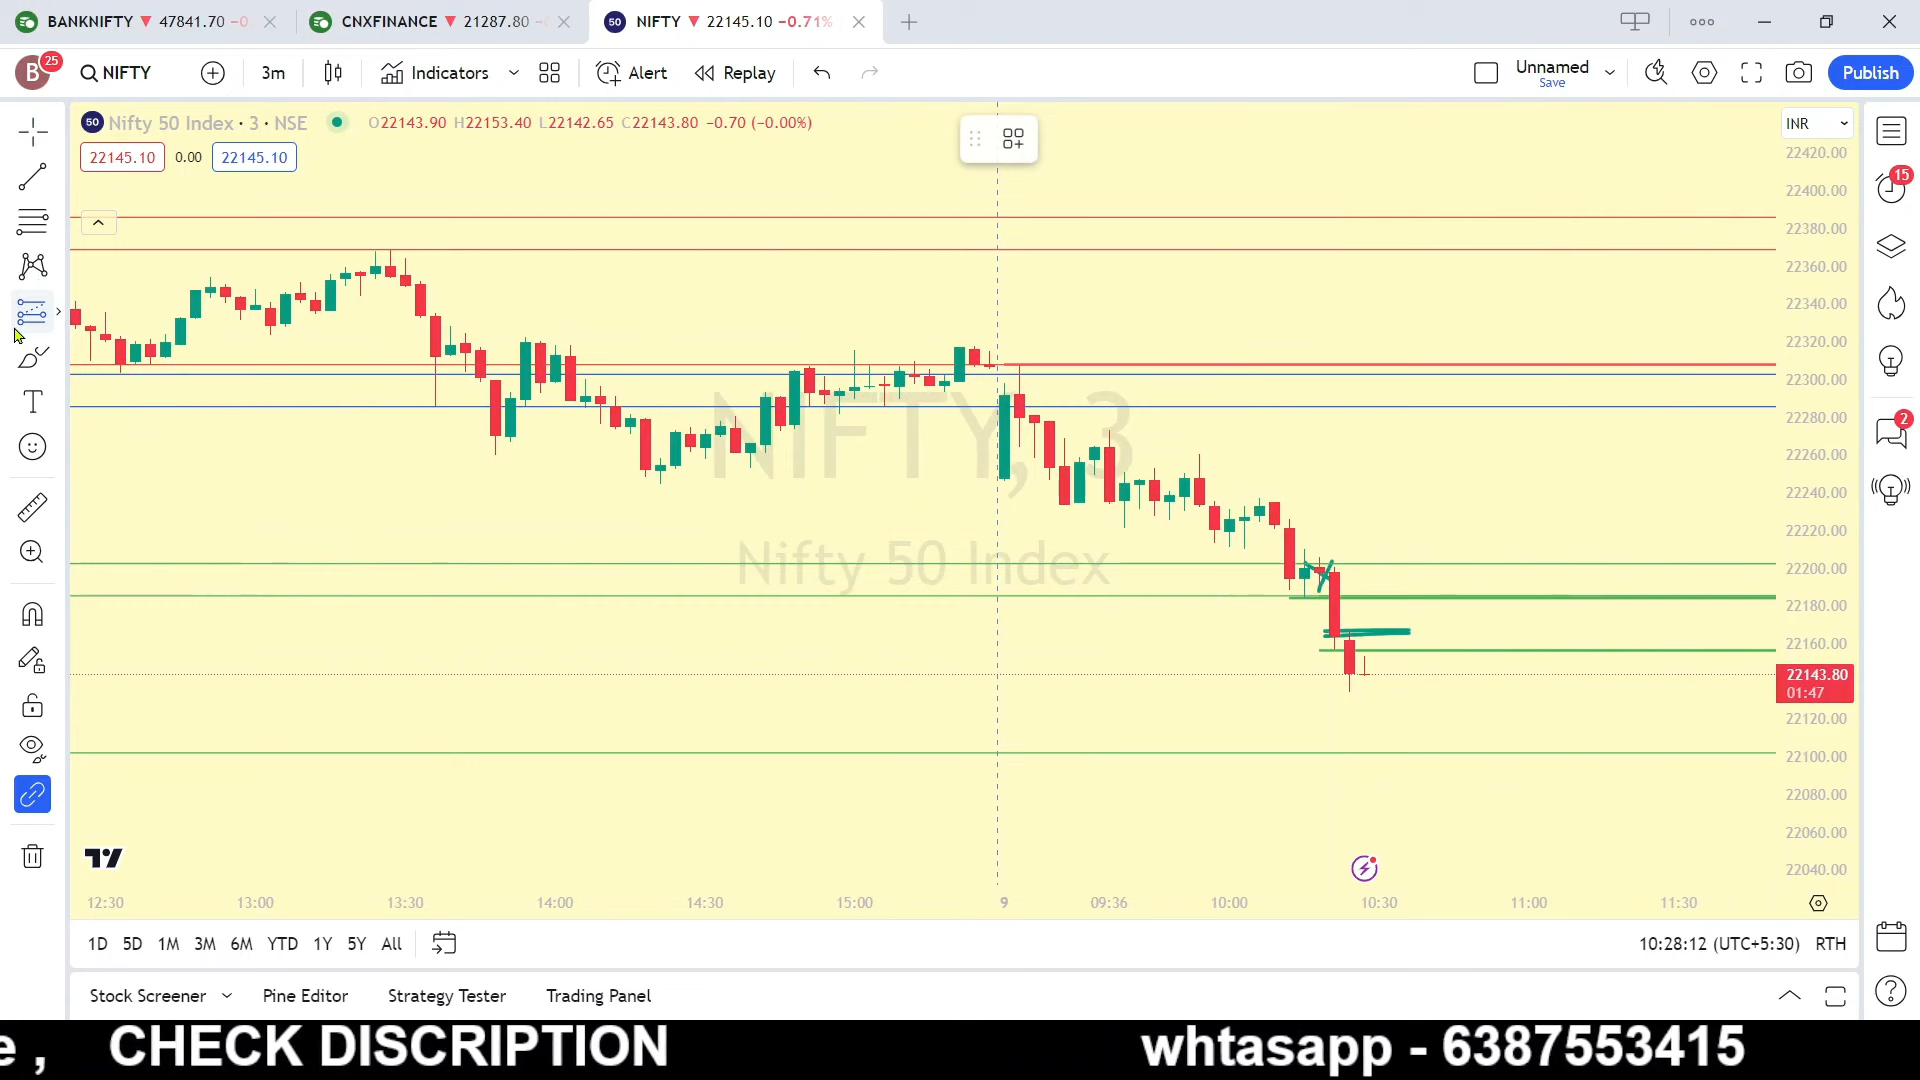 BANKNIFTY ▼ 47841.70 −0
CNXFINANCE ▼ 21287.80
50 NIFTY ▼ 22145.10 −0.71%
B 25 NIFTY 3m Indicators Alert Replay Unnamed Publish
Save
50 Nifty 50 Index · 3 · NSE O22143.90 H22153.40 L22142.65 C22143.80 −0.70 (−0.00%) INR
22145.10 0.00 22145.10
22420.00
15
22400.00
22380.00
22360.00
22340.00
22320.00
22300.00
2
22280.00
NIFTY, 3
22260.00
22240.00
22220.00
Nifty 50 Index
22200.00
22180.00
22160.00
22143.80
01:47
22120.00
22100.00
22080.00
22060.00
22040.00
12:30 13:00 13:30 14:00 14:30 15:00 9 09:36 10:00 10:30 11:00 11:30
1D 5D 1M 3M 6M YTD 1Y 5Y All 10:28:12 (UTC+5:30) RTH
Stock Screener Pine Editor Strategy Tester Trading Panel
e , CHECK DISCRIPTION whtasapp - 6387553415